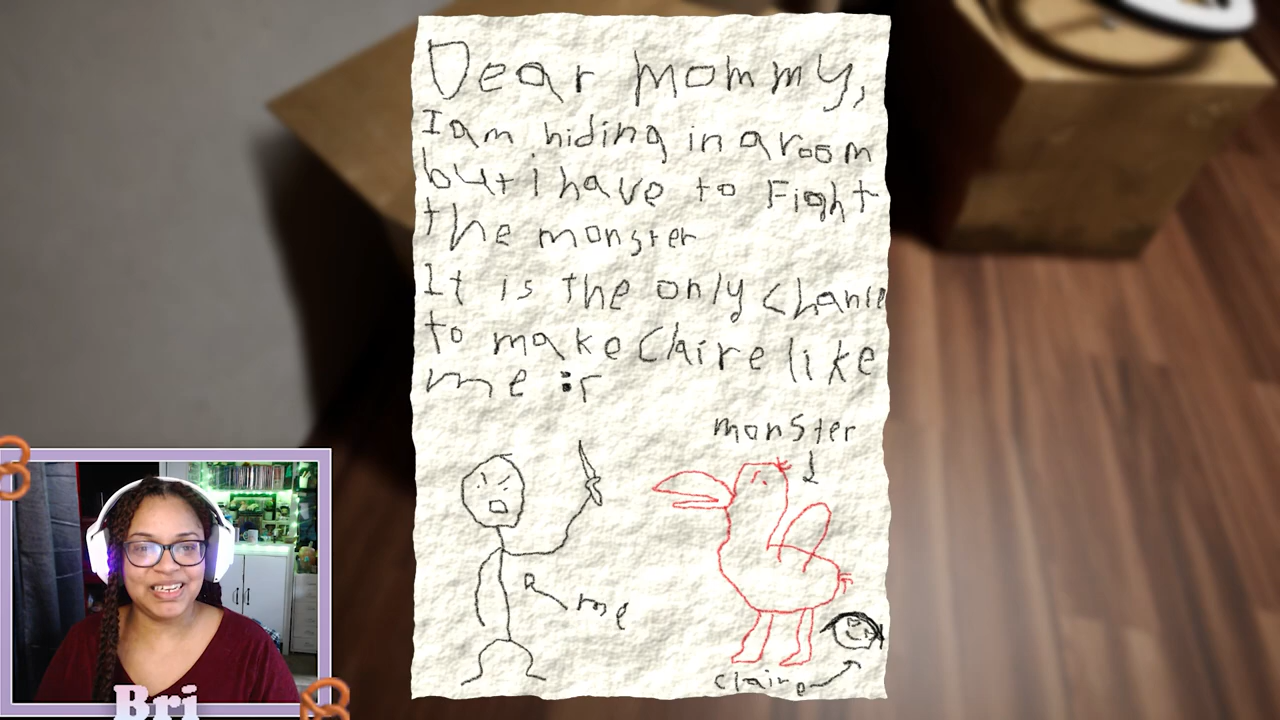 Dear mommy,
I am hiding in a room
but i have to Fight
the monster
It is the only chance
to make Claire like
me :r
monster
me
Claire
Bri